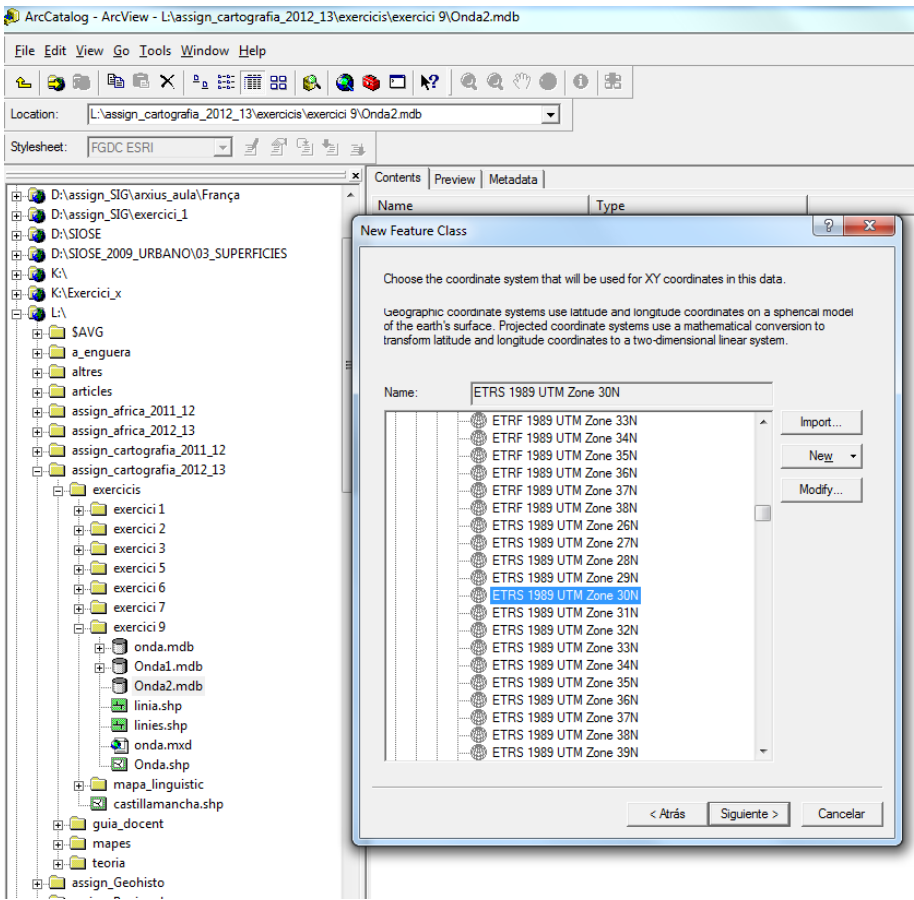 ArcCatalog - ArcView - L:\assign_cartografia_2012_13\exercicis\exercici 9\Onda2.mdb
File Edit View Go Tools Window Help
Location: L:\assign_cartografia_2012_13\exercicis\exercici 9\Onda2.mdb
Stylesheet: FGDC ESRI
D:\assign_SIG\arxius_aula\França
D:\assign_SIG\exercici_1
D:\SIOSE
D:\SIOSE_2009_URBANO\03_SUPERFICIES
K:\
K:\Exercici_x
L:\
$AVG
a_enguera
altres
articles
assign_africa_2011_12
assign_africa_2012_13
assign_cartografia_2011_12
assign_cartografia_2012_13
exercicis
exercici 1
exercici 2
exercici 3
exercici 5
exercici 6
exercici 7
exercici 9
onda.mdb
Onda1.mdb
Onda2.mdb
linia.shp
linies.shp
onda.mxd
Onda.shp
mapa_linguistic
castillamancha.shp
guia_docent
mapes
teoria
assign_Geohisto
Contents Preview Metadata
Name Type
New Feature Class
Choose the coordinate system that will be used for XY coordinates in this data.
Geographic coordinate systems use latitude and longitude coordinates on a spherical model
of the earth's surface. Projected coordinate systems use a mathematical conversion to
transform latitude and longitude coordinates to a two-dimensional linear system.
Name: ETRS 1989 UTM Zone 30N
ETRF 1989 UTM Zone 33N
ETRF 1989 UTM Zone 34N
ETRF 1989 UTM Zone 35N
ETRF 1989 UTM Zone 36N
ETRF 1989 UTM Zone 37N
ETRF 1989 UTM Zone 38N
ETRS 1989 UTM Zone 26N
ETRS 1989 UTM Zone 27N
ETRS 1989 UTM Zone 28N
ETRS 1989 UTM Zone 29N
ETRS 1989 UTM Zone 30N
ETRS 1989 UTM Zone 31N
ETRS 1989 UTM Zone 32N
ETRS 1989 UTM Zone 33N
ETRS 1989 UTM Zone 34N
ETRS 1989 UTM Zone 35N
ETRS 1989 UTM Zone 36N
ETRS 1989 UTM Zone 37N
ETRS 1989 UTM Zone 38N
ETRS 1989 UTM Zone 39N
Import...
New
Modify...
< Atrás Siguiente > Cancelar